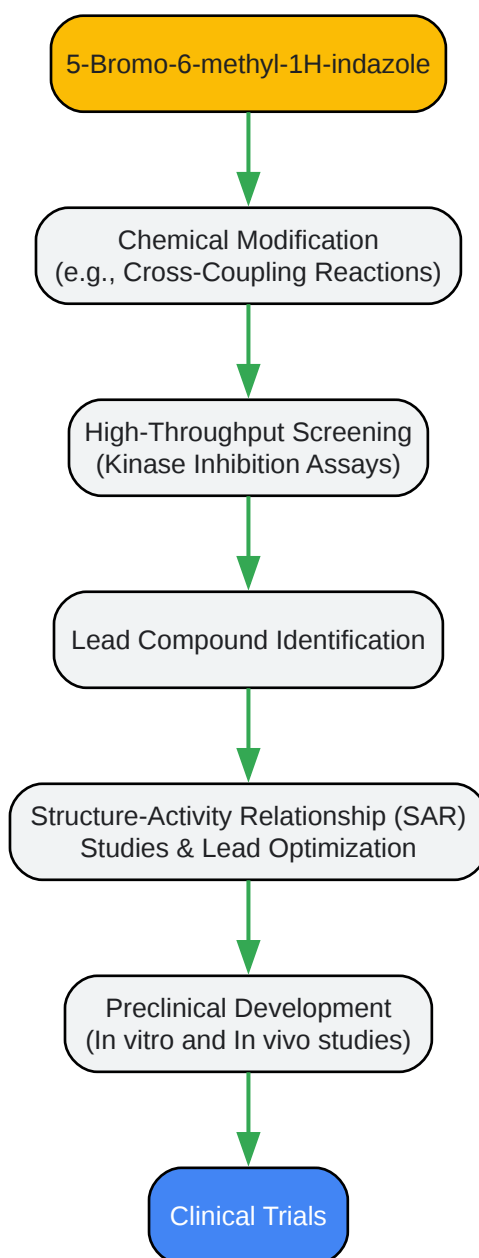 5-Bromo-6-methyl-1H-indazole
Chemical Modification
(e.g., Cross-Coupling Reactions)
High-Throughput Screening
(Kinase Inhibition Assays)
Lead Compound Identification
Structure-Activity Relationship (SAR)
Studies & Lead Optimization
Preclinical Development
(In vitro and In vivo studies)
Clinical Trials